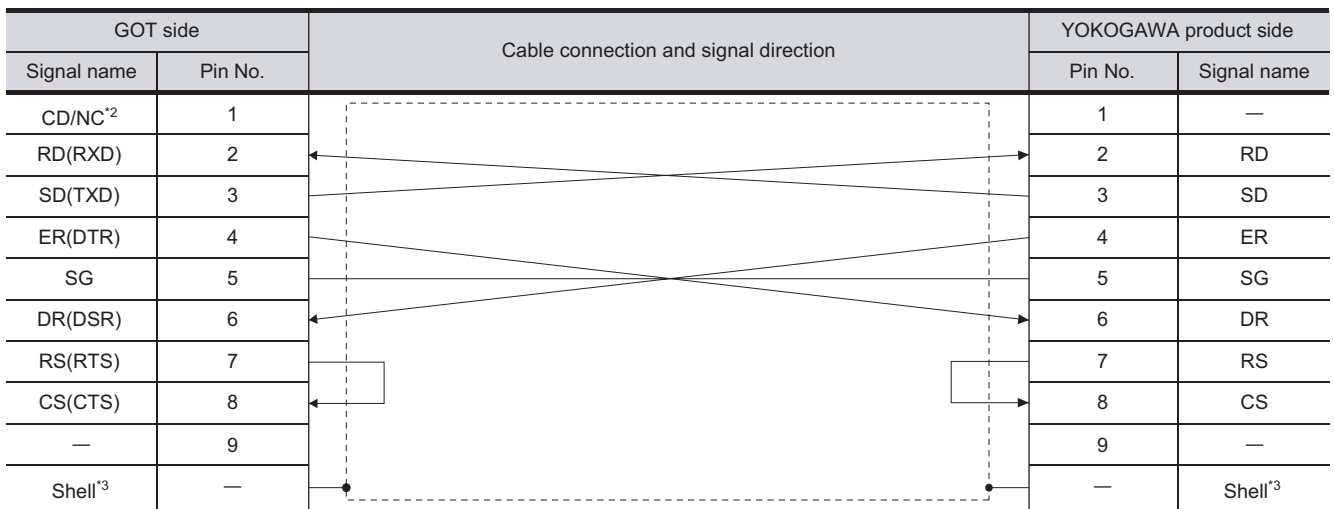 GOT side Cable connection and signal direction YOKOGAWA product side
Signal name Pin No. Pin No. Signal name
CD/NC*2 1 1 —
RD(RXD) 2 2 RD
SD(TXD) 3 3 SD
ER(DTR) 4 4 ER
SG 5 5 SG
DR(DSR) 6 6 DR
RS(RTS) 7 7 RS
CS(CTS) 8 8 CS
— 9 9 —
Shell*3 — — Shell*3